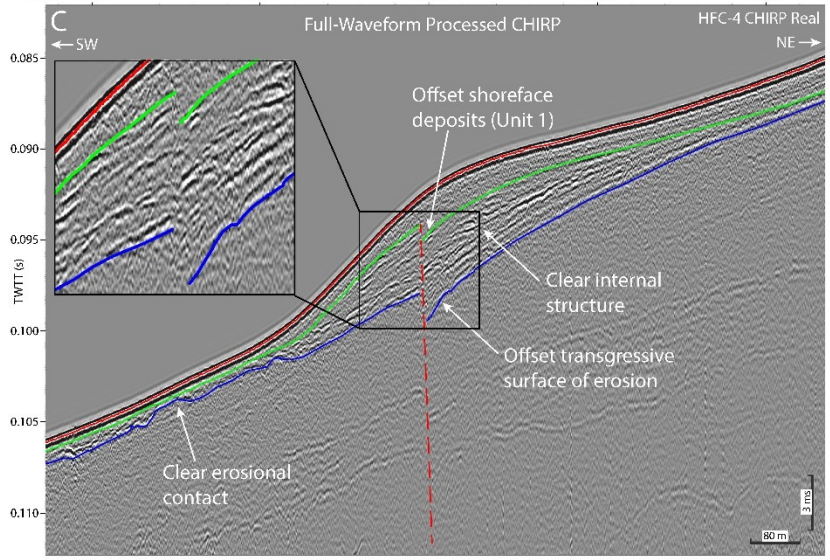 C
Full-Waveform Processed CHIRP
HFC-4 CHIRP Real
← SW
NE →
0.085
0.090
0.095
0.100
0.105
0.110
TWTT (s)
Offset shoreface
deposits (Unit 1)
Clear internal
structure
Offset transgressive
surface of erosion
Clear erosional
contact
3 ms
80 m